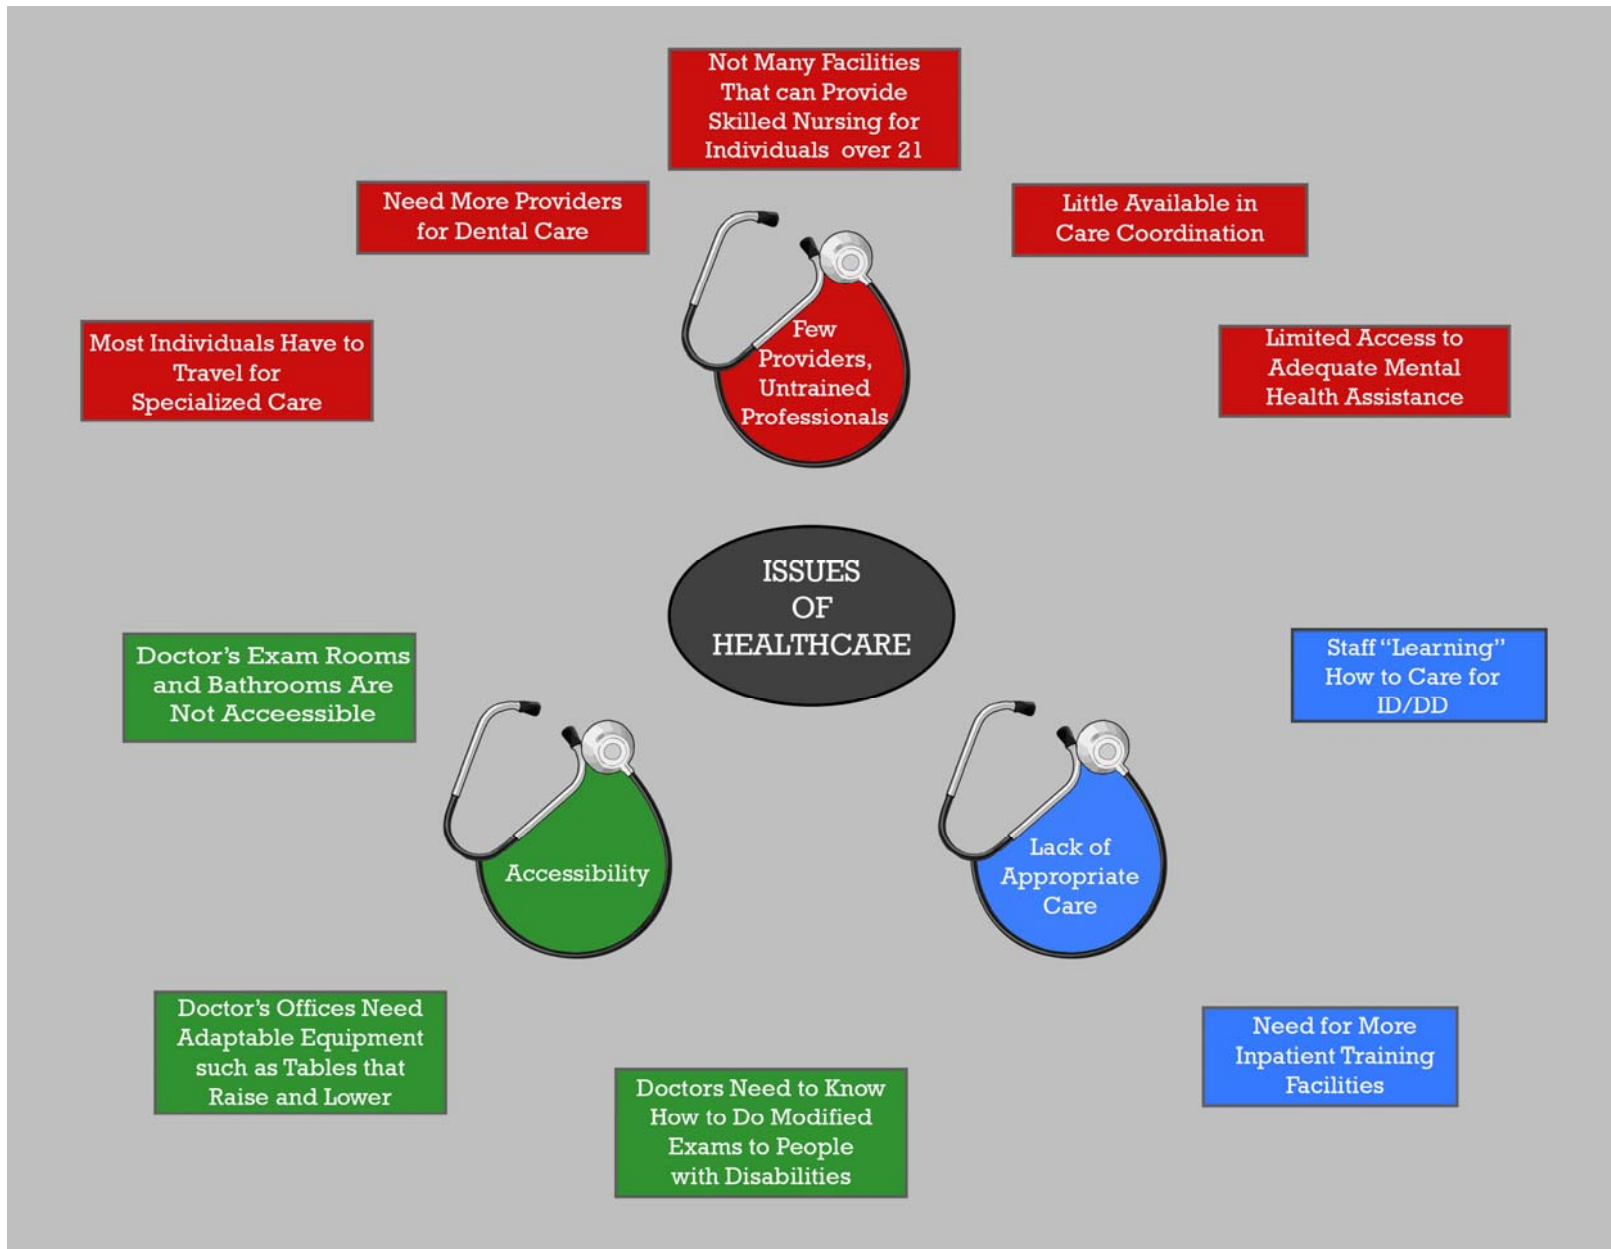 Not Many Facilities
That can Provide
Skilled Nursing for
Individuals over 21
Need More Providers
for Dental Care
Little Available in
Care Coordination
Most Individuals Have to
Travel for
Specialized Care
Few
Providers,
Untrained
Professionals
Limited Access to
Adequate Mental
Health Assistance
ISSUES
OF
HEALTHCARE
Doctor's Exam Rooms
and Bathrooms Are
Not Acceessible
Staff “Learning”
How to Care for
ID/DD
Accessibility
Lack of
Appropriate
Care
Doctor's Offices Need
Adaptable Equipment
such as Tables that
Raise and Lower
Doctors Need to Know
How to Do Modified
Exams to People
with Disabilities
Need for More
Inpatient Training
Facilities